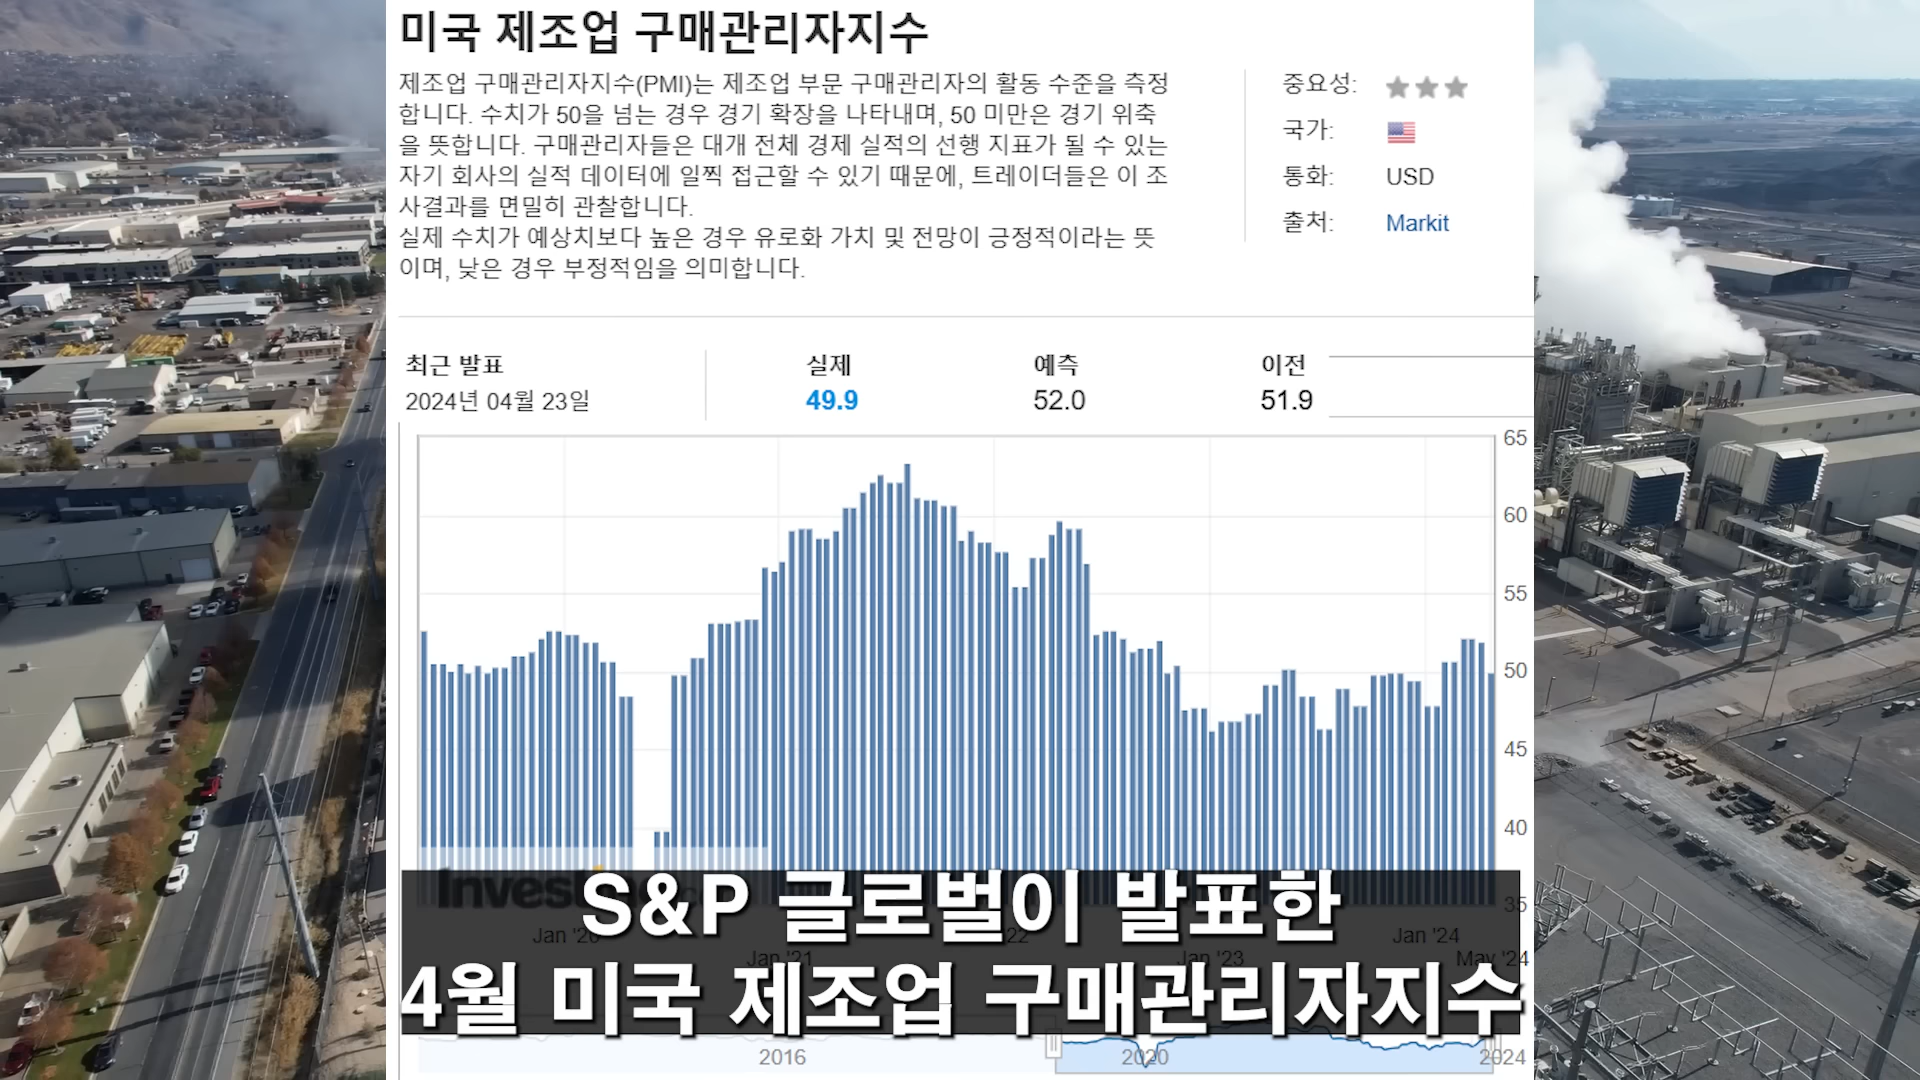 미국 제조업 구매관리자지수
제조업 구매관리자지수(PMI)는 제조업 부문 구매관리자의 활동 수준을 측정
합니다. 수치가 50을 넘는 경우 경기 확장을 나타내며, 50 미만은 경기 위축
을 뜻합니다. 구매관리자들은 대개 전체 경제 실적의 선행 지표가 될 수 있는
자기 회사의 실적 데이터에 일찍 접근할 수 있기 때문에, 트레이더들은 이 조
사결과를 면밀히 관찰합니다.
실제 수치가 예상치보다 높은 경우 유로화 가치 및 전망이 긍정적이라는 뜻
이며, 낮은 경우 부정적임을 의미합니다.
중요성:
국가:
통화: USD
출처: Markit
최근 발표 실제 예측 이전
2024년 04월 23일 49.9 52.0 51.9
65
60
55
50
45
40
35
S&P 글로벌이 발표한
Jan '20 Jan '24
Jan '21 Jan '23 May '24
4월 미국 제조업 구매관리자지수
2016 2020 2024